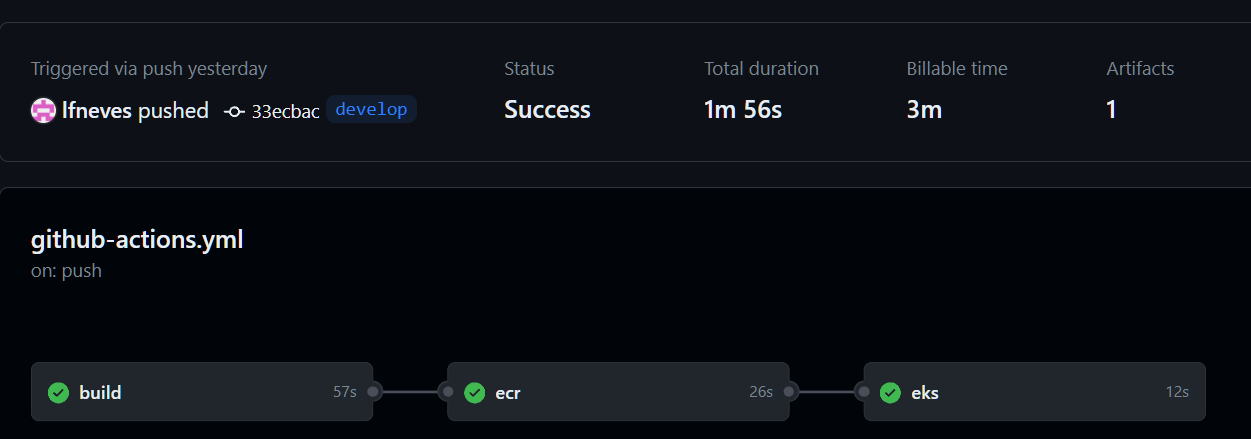 Triggered via push yesterday
Status
Total duration
Billable time
Artifacts
lfneves pushed 33ecbac develop
Success
1m 56s
3m
1
github-actions.yml
on: push
build 57s
ecr 26s
eks 12s